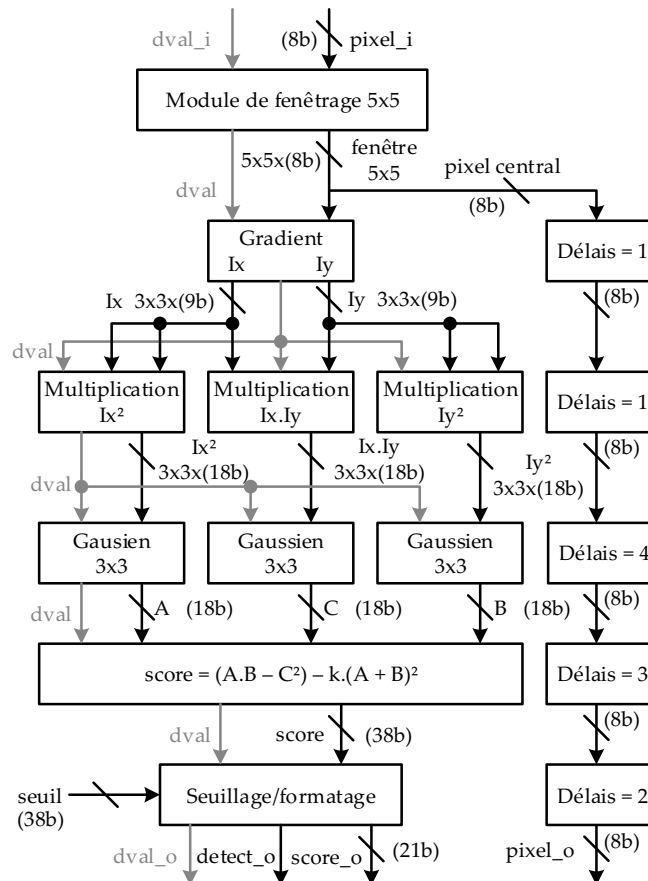 dval_i (8b) pixel_i
Module de fenêtrage 5x5
5x5x(8b) fenêtre
5x5
dval
pixel central
(8b)
Gradient
Ix Iy
Délais = 1
Ix 3x3x(9b) Iy 3x3x(9b)
(8b)
dval
Multiplication
Ix²
Multiplication
Ix.Iy
Multiplication
Iy²
Délais = 1
Ix²
3x3x(18b)
Ix.Iy
3x3x(18b)
Iy²
3x3x(18b)
(8b)
dval
Gausien
3x3
Gaussien
3x3
Gaussien
3x3
Délais = 4
dval A (18b) C (18b) B (18b) (8b)
score = (A.B – C²) – k.(A + B)²
Délais = 3
dval score (38b) (8b)
seuil
(38b)
Seuillage/formatage
Délais = 2
dval_o detect_o score_o (21b) pixel_o (8b)